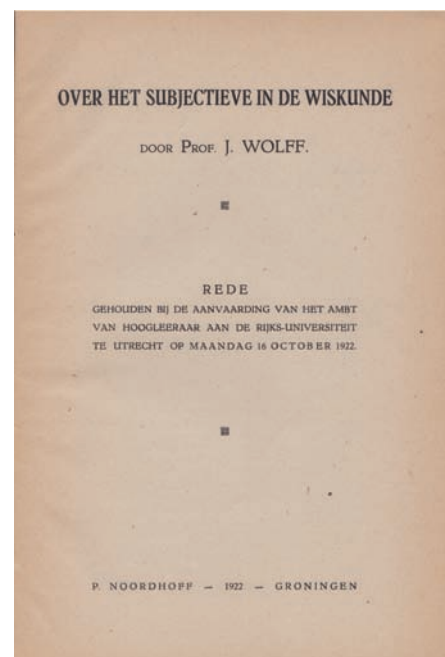 OVER HET SUBJECTIEVE IN DE WISKUNDE
DOOR PROF. J. WOLFF.
REDE
GEHOUDEN BIJ DE AANVAARDING VAN HET AMBT
VAN HOOGLEERAAR AAN DE RIJKS-UNIVERSITEIT
TE UTRECHT OP MAANDAG 16 OCTOBER 1922.
P. NOORDHOFF — 1922 — GRONINGEN